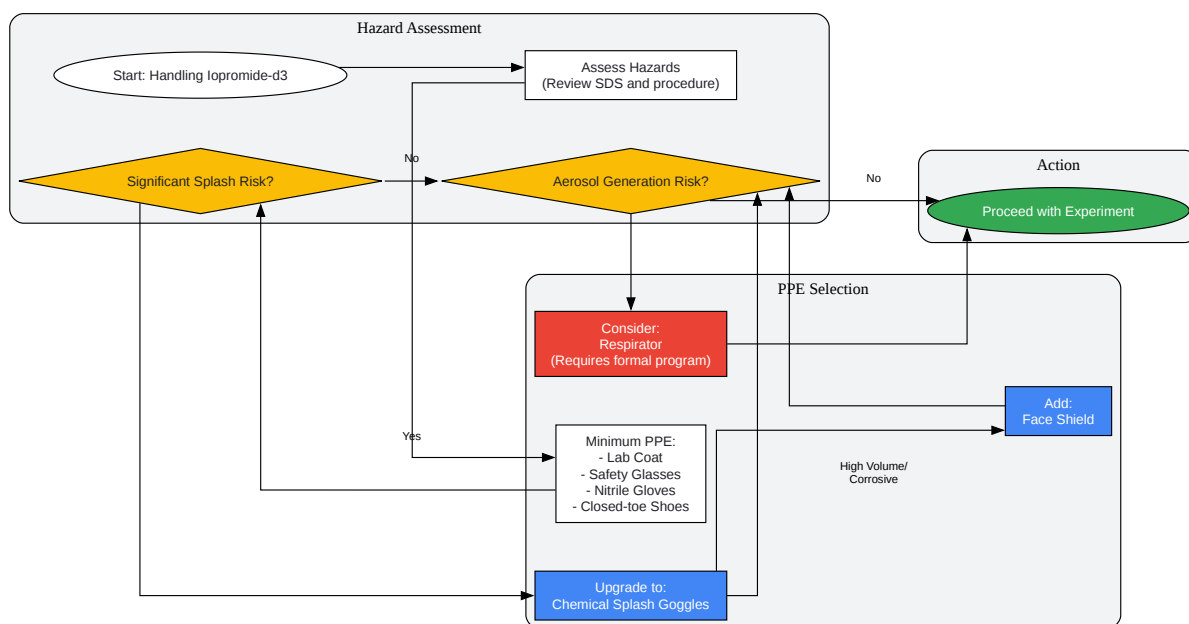 Hazard Assessment
Start: Handling Iopromide-d3
Assess Hazards
(Review SDS and procedure)
Significant Splash Risk?
No
Aerosol Generation Risk?
No
Action
Proceed with Experiment
PPE Selection
Consider:
Respirator
(Requires formal program)
Add:
Face Shield
Yes
Minimum PPE:
- Lab Coat
- Safety Glasses
- Nitrile Gloves
- Closed-toe Shoes
High Volume/
Corrosive
Upgrade to:
Chemical Splash Goggles